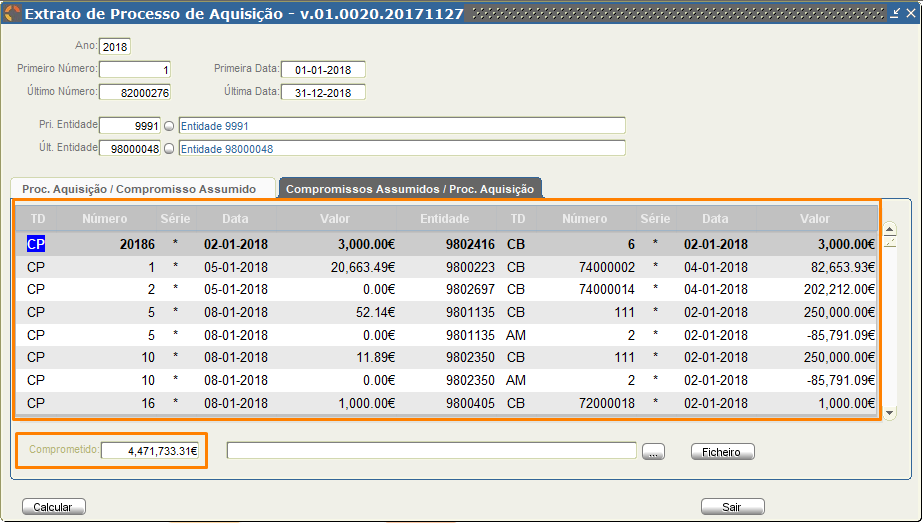 Extrato de Processo de Aquisição - v.01.0020.20171127
Ano: 2018
Primeiro Número: 1 Primeira Data: 01-01-2018
Último Número: 82000276 Última Data: 31-12-2018
Pri. Entidade 9991 Entidade 9991
Últ. Entidade 98000048 Entidade 98000048
Proc. Aquisição / Compromisso Assumido Compromissos Assumidos / Proc. Aquisição
TD Número Série Data Valor Entidade TD Número Série Data Valor
CP 20186 * 02-01-2018 3,000.00€ 9802416 CB 6 * 02-01-2018 3,000.00€
CP 1 * 05-01-2018 20,663.49€ 9800223 CB 74000002 * 04-01-2018 82,653.93€
CP 2 * 05-01-2018 0.00€ 9802697 CB 74000014 * 04-01-2018 202,212.00€
CP 5 * 08-01-2018 52.14€ 9801135 CB 111 * 02-01-2018 250,000.00€
CP 5 * 08-01-2018 0.00€ 9801135 AM 2 * 02-01-2018 -85,791.09€
CP 10 * 08-01-2018 11.89€ 9802350 CB 111 * 02-01-2018 250,000.00€
CP 10 * 08-01-2018 0.00€ 9802350 AM 2 * 02-01-2018 -85,791.09€
CP 16 * 08-01-2018 1,000.00€ 9800405 CB 72000018 * 02-01-2018 1,000.00€
Comprometido: 4,471,733.31€ ... Ficheiro
Calcular Sair